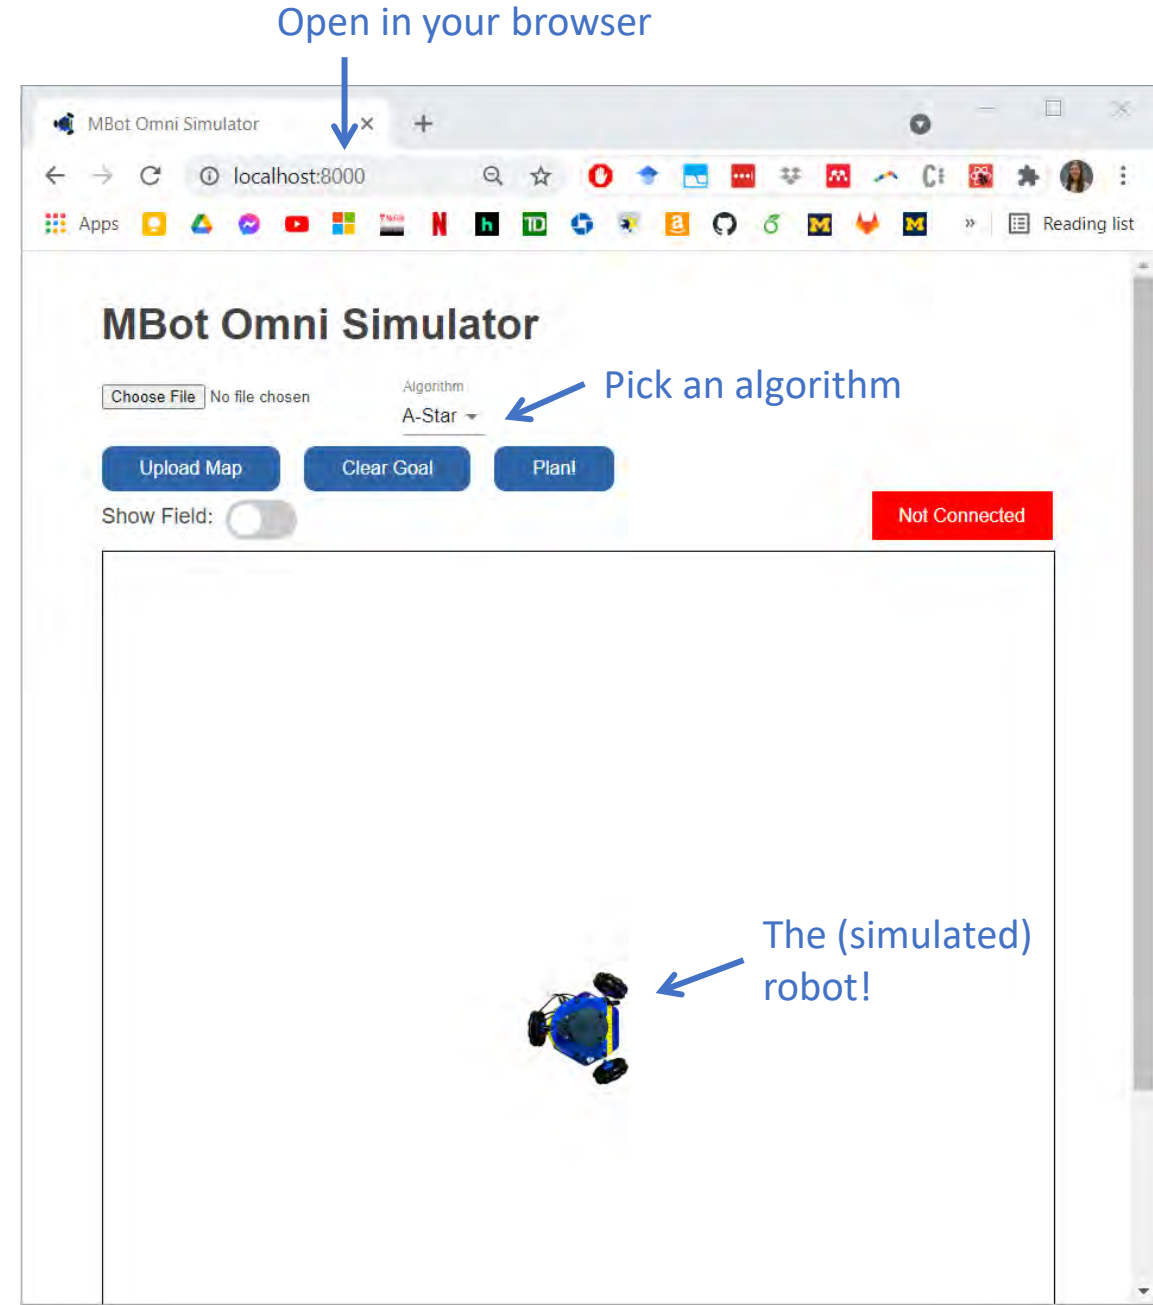 Open in your browser
MBot Omni Simulator
localhost:8000
Apps
Reading list
MBot Omni Simulator
Choose File No file chosen
Algorithm
A-Star
Pick an algorithm
Upload Map
Clear Goal
Plan!
Show Field:
Not Connected
The (simulated)
robot!